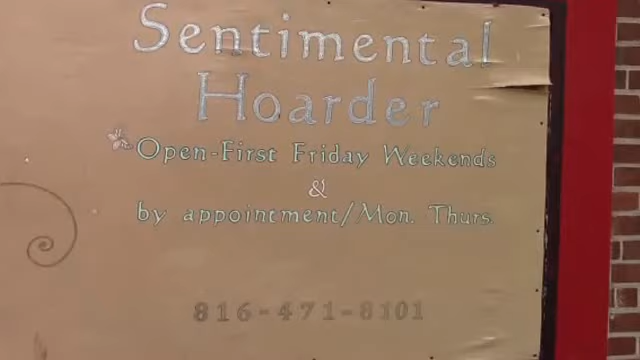 Sentimental
Hoarder
Open-First Friday Weekends
&
by appointment/Mon. Thurs.
816-471-8101